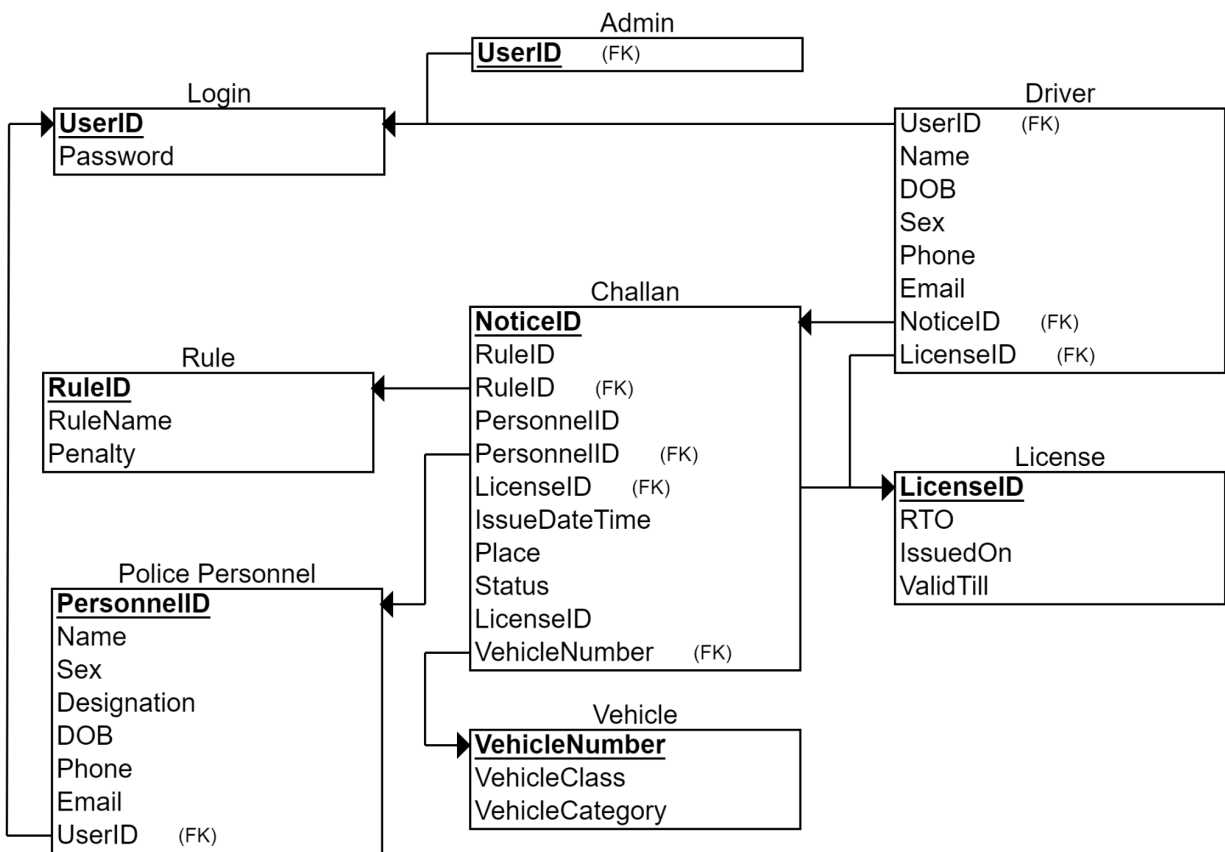 Admin
UserID (FK)
Login
UserID
Password
Driver
UserID (FK)
Name
DOB
Sex
Phone
Email
NoticeID (FK)
LicenseID (FK)
Challan
NoticeID
RuleID
RuleID (FK)
PersonnelID
PersonnelID (FK)
LicenseID (FK)
IssueDateTime
Place
Status
LicenseID
VehicleNumber (FK)
Rule
RuleID
RuleName
Penalty
License
LicenseID
RTO
IssuedOn
ValidTill
Police Personnel
PersonnelID
Name
Sex
Designation
DOB
Phone
Email
UserID (FK)
Vehicle
VehicleNumber
VehicleClass
VehicleCategory